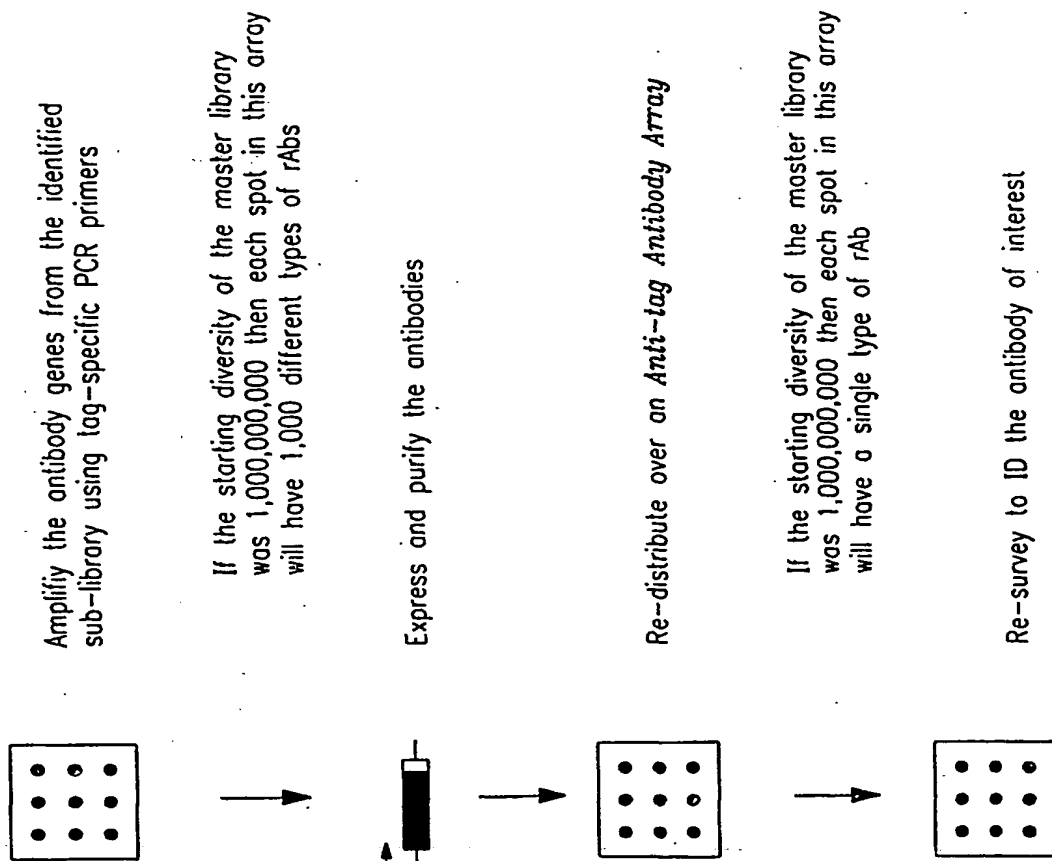 Amplifiy the antibody genes from the identified
sub-library using tag-specific PCR primers
If the starting diversity of the master library
was 1,000,000,000 then each spot in this array
will have 1,000 different types of rAbs
Express and purify the antibodies
Re-distribute over an Anti-tag Antibody Array
If the starting diversity of the master library
was 1,000,000,000 then each spot in this array
will have a single type of rAb
Re-survey to ID the antibody of interest